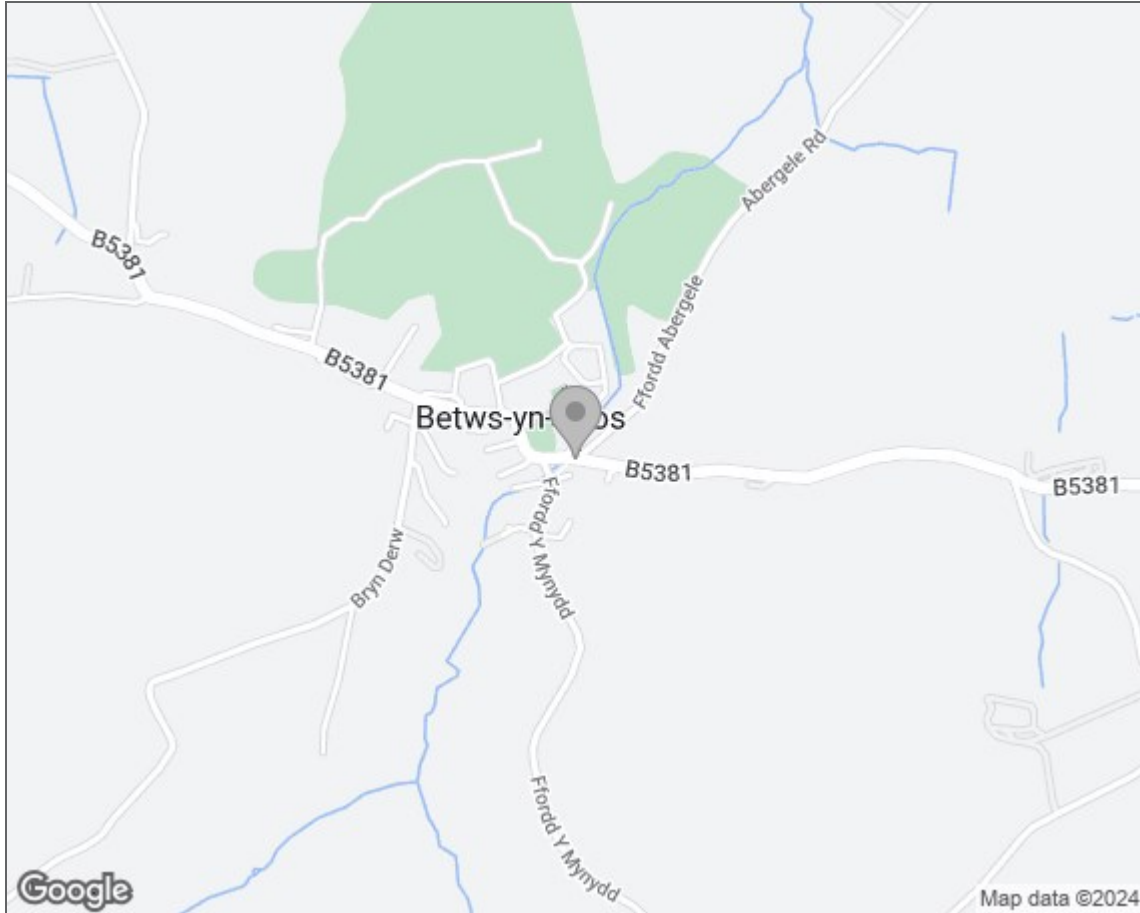 Abergele Rd
B5381
Ffordd Abergele
B5381
Betws-yn-
B5381
B5381
Ffordd Y Mynydd
Bryn Derw
Ffordd Y Mynydd
Google
Map data ©2024